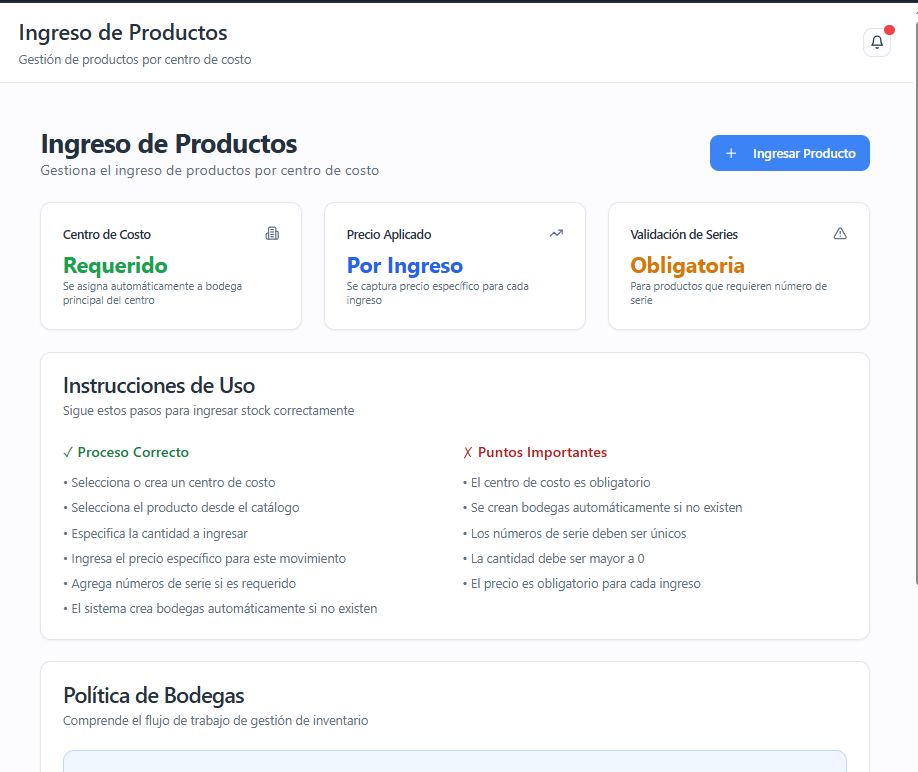 Ingreso de Productos
Gestión de productos por centro de costo
Ingreso de Productos
Gestiona el ingreso de productos por centro de costo
+ Ingresar Producto
Centro de Costo
Requerido
Se asigna automáticamente a bodega
principal del centro
Precio Aplicado
Por Ingreso
Se captura precio específico para cada
ingreso
Validación de Series
Obligatoria
Para productos que requieren número de
serie
Instrucciones de Uso
Sigue estos pasos para ingresar stock correctamente
✓ Proceso Correcto
• Selecciona o crea un centro de costo
• Selecciona el producto desde el catálogo
• Especifica la cantidad a ingresar
• Ingresa el precio específico para este movimiento
• Agrega números de serie si es requerido
• El sistema crea bodegas automáticamente si no existen
✗ Puntos Importantes
• El centro de costo es obligatorio
• Se crean bodegas automáticamente si no existen
• Los números de serie deben ser únicos
• La cantidad debe ser mayor a 0
• El precio es obligatorio para cada ingreso
Política de Bodegas
Comprende el flujo de trabajo de gestión de inventario